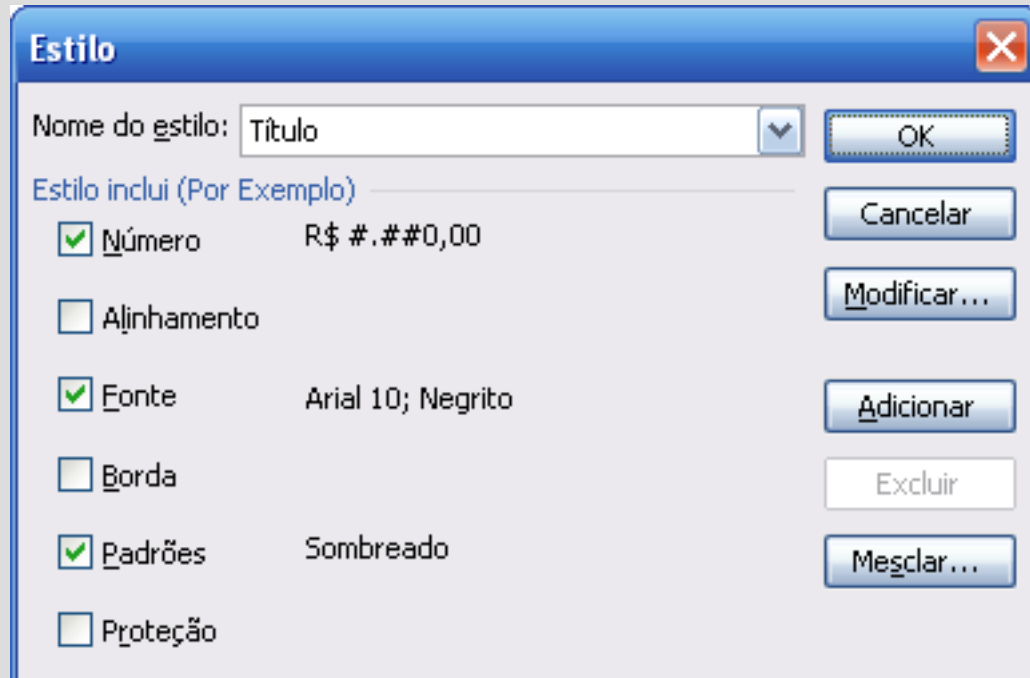 Estilo
Nome do estilo: Título
OK
Estilo inclui (Por Exemplo)
Cancelar
Número R$ #.##0,00
Modificar...
Alinhamento
Fonte Arial 10; Negrito
Adicionar
Borda
Excluir
Padrões Sombreado
Mesclar...
Proteção